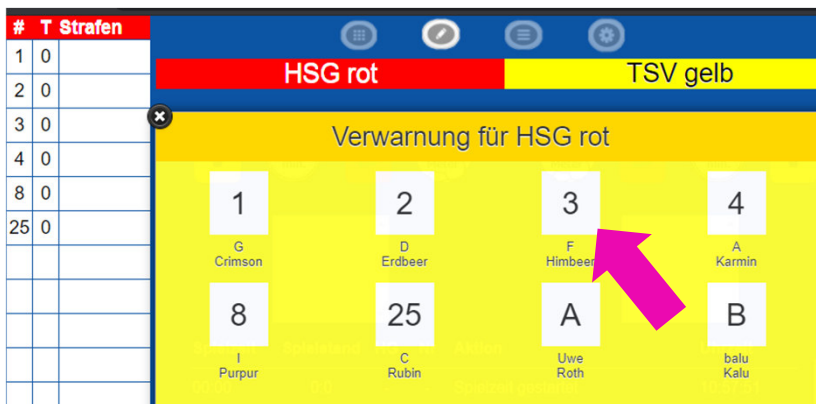 # T Strafen
1 0
2 0
3 0
4 0
8 0
25 0
HSG rot TSV gelb
Verwarnung für HSG rot
1 2 3 4
G D F A
Crimson Erdbeer Himbeer Karmin
8 25 A B
I C Uwe balu
Purpur Rubin Roth Kalu